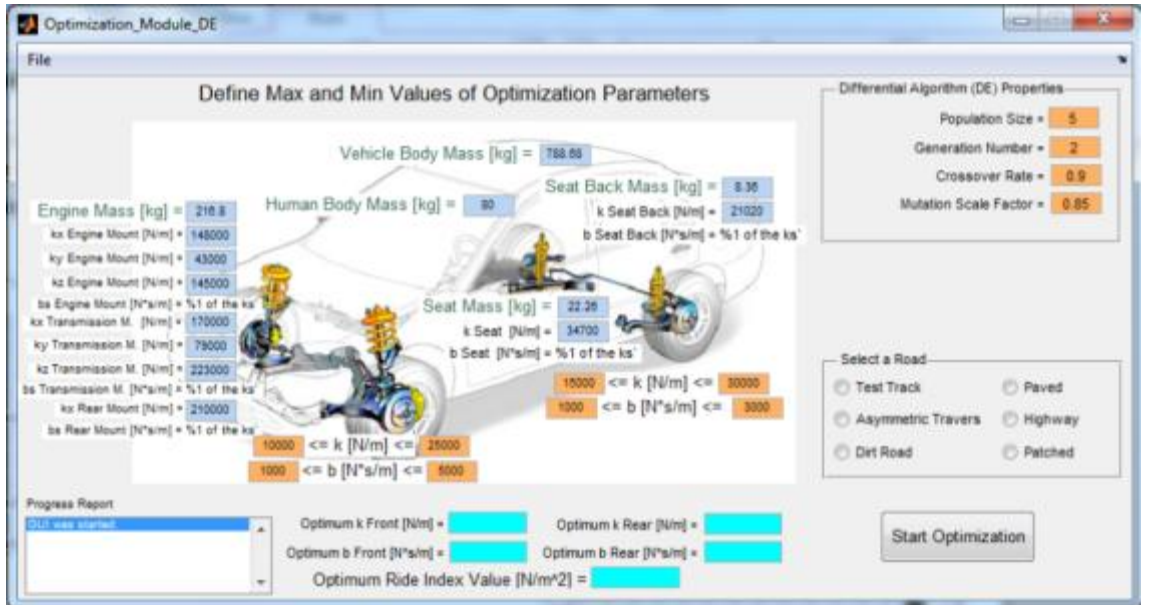 Optimization_Module_DE
File
Define Max and Min Values of Optimization Parameters
Vehicle Body Mass [kg] = 788.68
Human Body Mass [kg] = 80
Seat Back Mass [kg] = 8.36
k Seat Back [N/m] = 21020
b Seat Back [N*s/m] = %1 of the ks`
Engine Mass [kg] = 216.8
kx Engine Mount [N/m] = 148000
ky Engine Mount [N/m] = 43000
kz Engine Mount [N/m] = 145000
bs Engine Mount [N*s/m] = %1 of the ks`
kx Transmission M. [N/m] = 170000
ky Transmission M. [N/m] = 78000
kz Transmission M. [N/m] = 223000
bs Transmission M. [N*s/m] = %1 of the ks`
kx Rear Mount [N/m] = 210000
bs Rear Mount [N*s/m] = %1 of the ks`
Seat Mass [kg] = 22.26
k Seat [N/m] = 34700
b Seat [N*s/m] = %1 of the ks`
15000 <= k [N/m] <= 30000
1000 <= b [N*s/m] <= 3000
10000 <= k [N/m] <= 25000
1000 <= b [N*s/m] <= 5000
Differential Algorithm (DE) Properties
Population Size = 5
Generation Number = 2
Crossover Rate = 0.9
Mutation Scale Factor = 0.85
Select a Road
Test Track Paved
Asymmetric Travers Highway
Dirt Road Patched
Progress Report
GUI was started.
Optimum k Front [N/m] =
Optimum k Rear [N/m] =
Optimum b Front [N*s/m] =
Optimum b Rear [N*s/m] =
Optimum Ride Index Value [N/m^2] =
Start Optimization